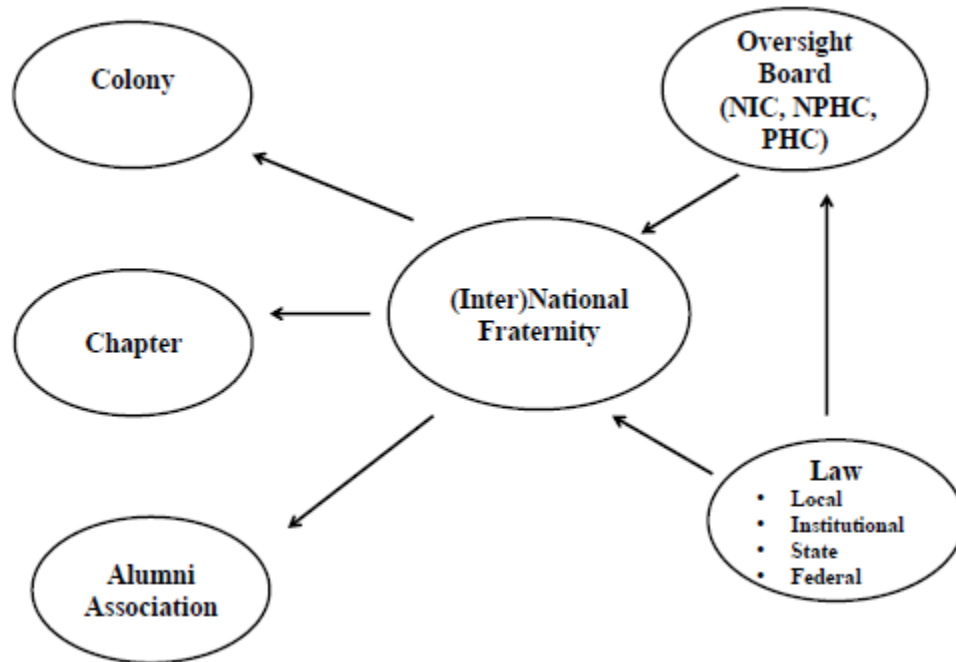 Colony
Oversight
Board
(NIC, NPHC,
PHC)
(Inter)National
Fraternity
Chapter
Law
• Local
• Institutional
• State
• Federal
Alumni
Association